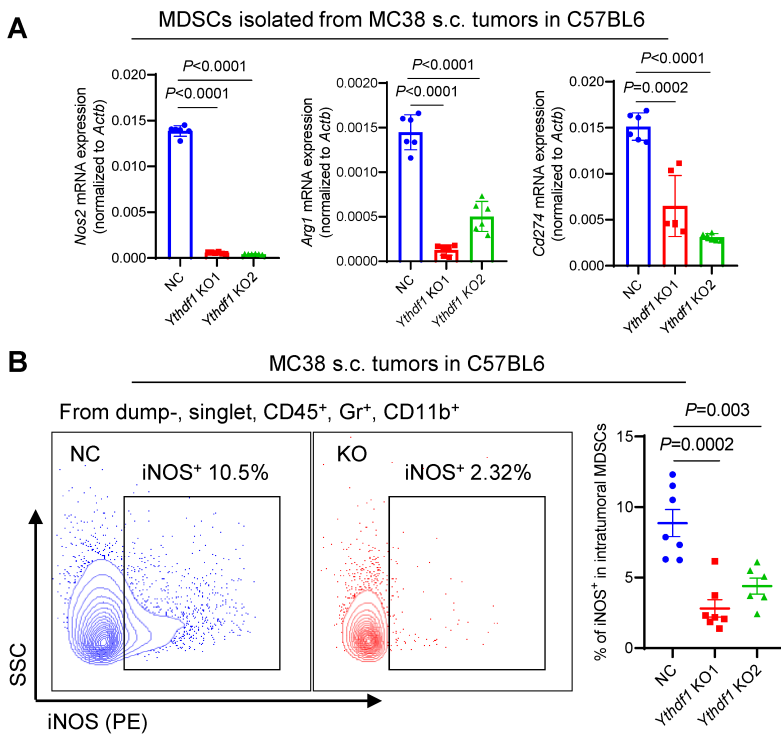 A
MDSCs isolated from MC38 s.c. tumors in C57BL6
Nos2 mRNA expression
(normalized to Actb)
0.020
0.015
0.010
0.005
0.000
P<0.0001
P<0.0001
NC
Ythdf1 KO1
Ythdf1 KO2
Arg1 mRNA expression
(normalized to Actb)
0.0020
0.0015
0.0010
0.0005
0.0000
P<0.0001
P<0.0001
NC
Ythdf1 KO1
Ythdf1 KO2
Cd274 mRNA expression
(normalized to Actb)
0.020
0.015
0.010
0.005
0.000
P<0.0001
P=0.0002
NC
Ythdf1 KO1
Ythdf1 KO2
B
MC38 s.c. tumors in C57BL6
From dump-, singlet, CD45⁺, Gr⁺, CD11b⁺
NC
iNOS⁺ 10.5%
KO
iNOS⁺ 2.32%
SSC
iNOS (PE)
% of iNOS⁺ in intratumoral MDSCs
15
10
5
0
P=0.003
P=0.0002
NC
Ythdf1 KO1
Ythdf1 KO2